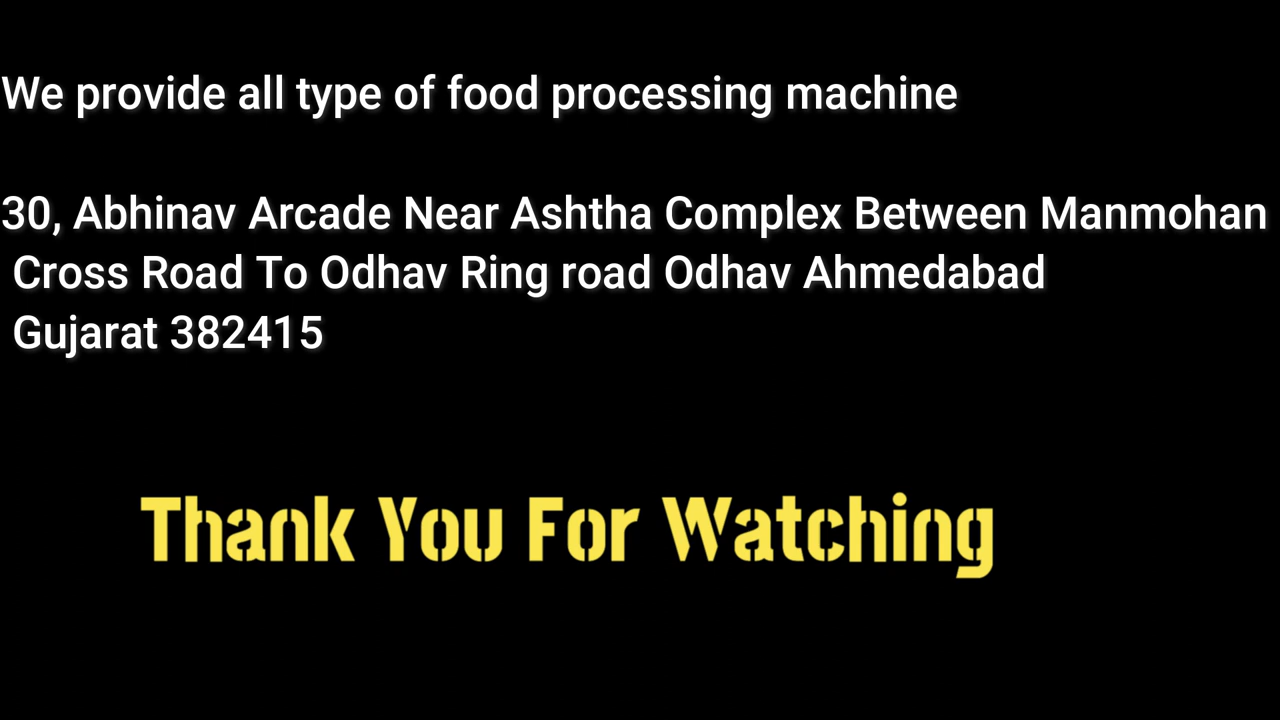 We provide all type of food processing machine
30, Abhinav Arcade Near Ashtha Complex Between Manmohan
Cross Road To Odhav Ring road Odhav Ahmedabad
Gujarat 382415
Thank You For Watching